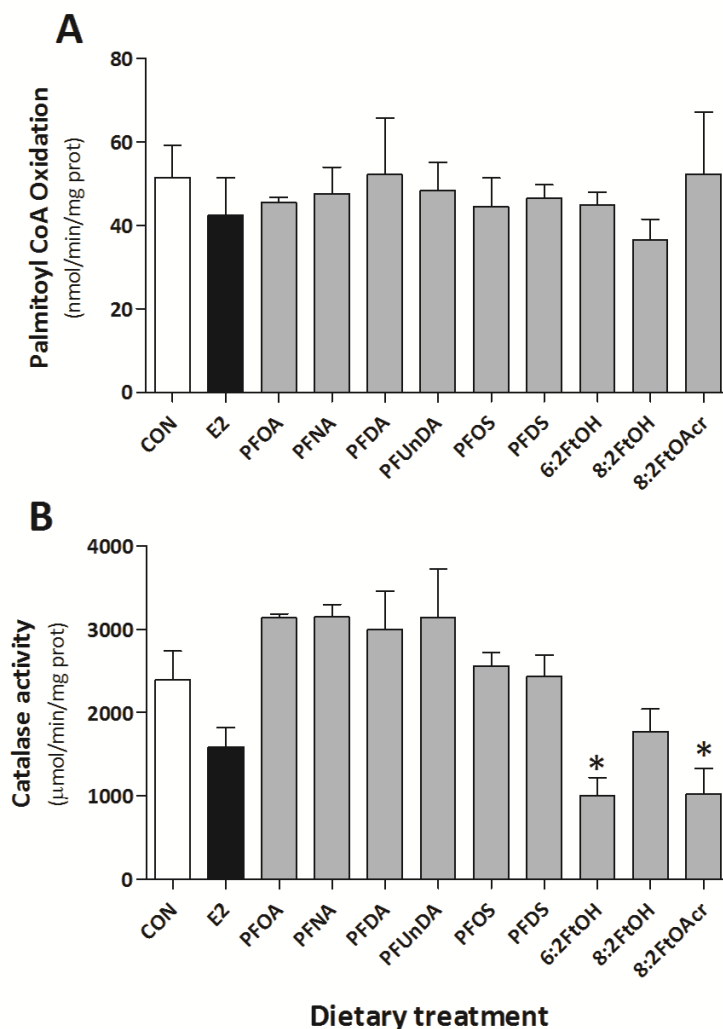 A
Palmitoyl CoA Oxidation
(nmol/min/mg prot)
80
60
40
20
0
CON
E2
PFOA
PFNA
PFDA
PFUnDA
PFOS
PFDS
6:2FtOH
8:2FtOH
8:2FtOAcr
B
Catalase activity
(μmol/min/mg prot)
4000
3000
2000
1000
0
*
*
CON
E2
PFOA
PFNA
PFDA
PFUnDA
PFOS
PFDS
6:2FtOH
8:2FtOH
8:2FtOAcr
Dietary treatment